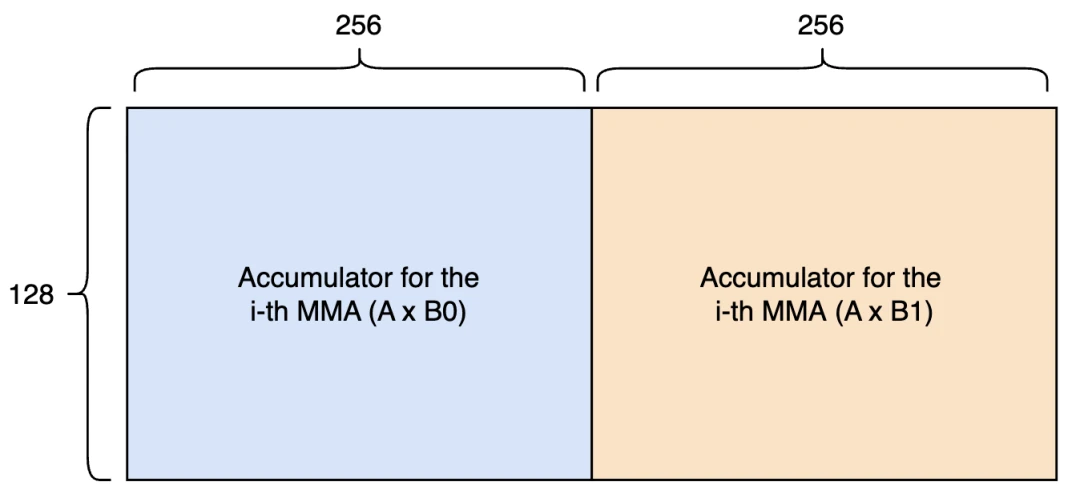 256
256
128
Accumulator for the
i-th MMA (A x B0)
Accumulator for the
i-th MMA (A x B1)